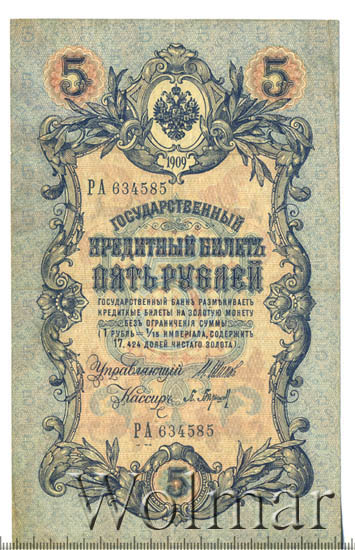 5 5
1909
РА 634585
ГОСУДАРСТВЕННЫЙ
КРЕДИТНЫЙ БИЛЕТЪ
ПЯТЬ РУБЛЕЙ
ГОСУДАРСТВЕННЫЙ БАНКЪ РАЗМѢНИВАЕТЪ
КРЕДИТНЫЕ БИЛЕТЫ НА ЗОЛОТУЮ МОНЕТУ
БЕЗЪ ОГРАНИЧЕНІЯ СУММЫ
(1 РУБЛЬ = 1/15 ИМПЕРІАЛА, СОДЕРЖИТЪ
17,424 ДОЛЕЙ ЧИСТАГО ЗОЛОТА)
Управляющій
Кассиръ
РА 634585
5
Wolmar